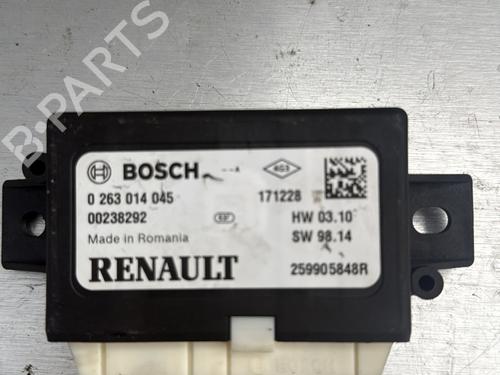 B-PARTS
BOSCH --A 4G3
0 263 014 045 171228
00238292 HW 03.10
Made in Romania SW 98.14
RENAULT 259905848R